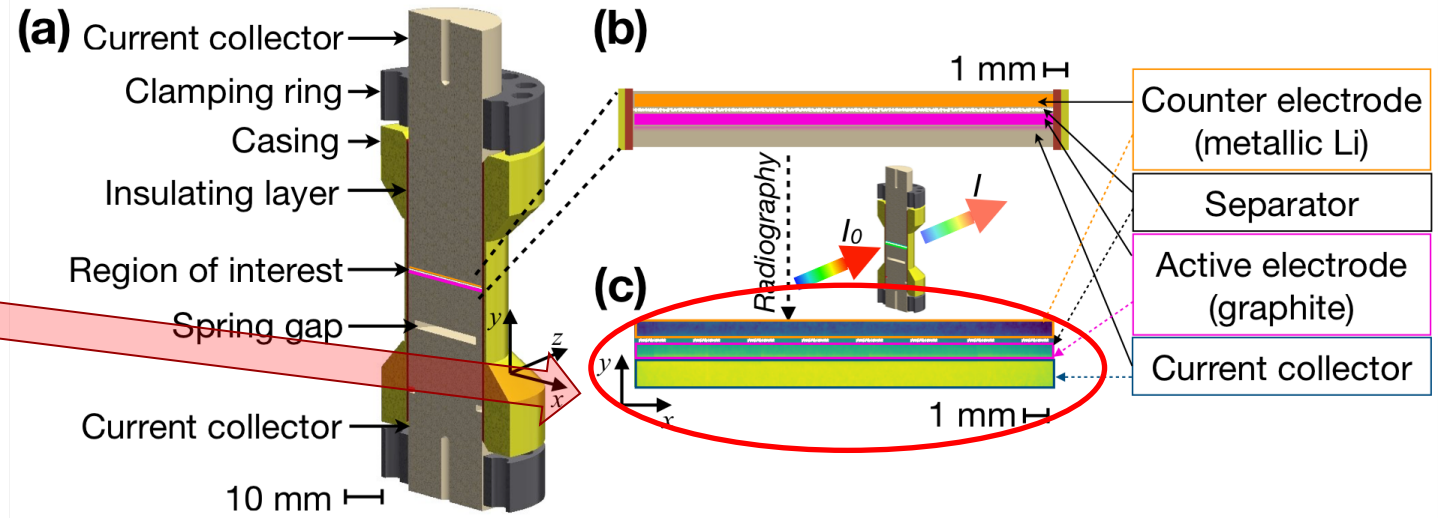 (a)
Current collector
Clamping ring
Casing
Insulating layer
Region of interest
Spring gap
Current collector
10 mm
y
z
x
(b)
1 mm
Radiography
I0
I
(c)
y
x
1 mm
Counter electrode
(metallic Li)
Separator
Active electrode
(graphite)
Current collector